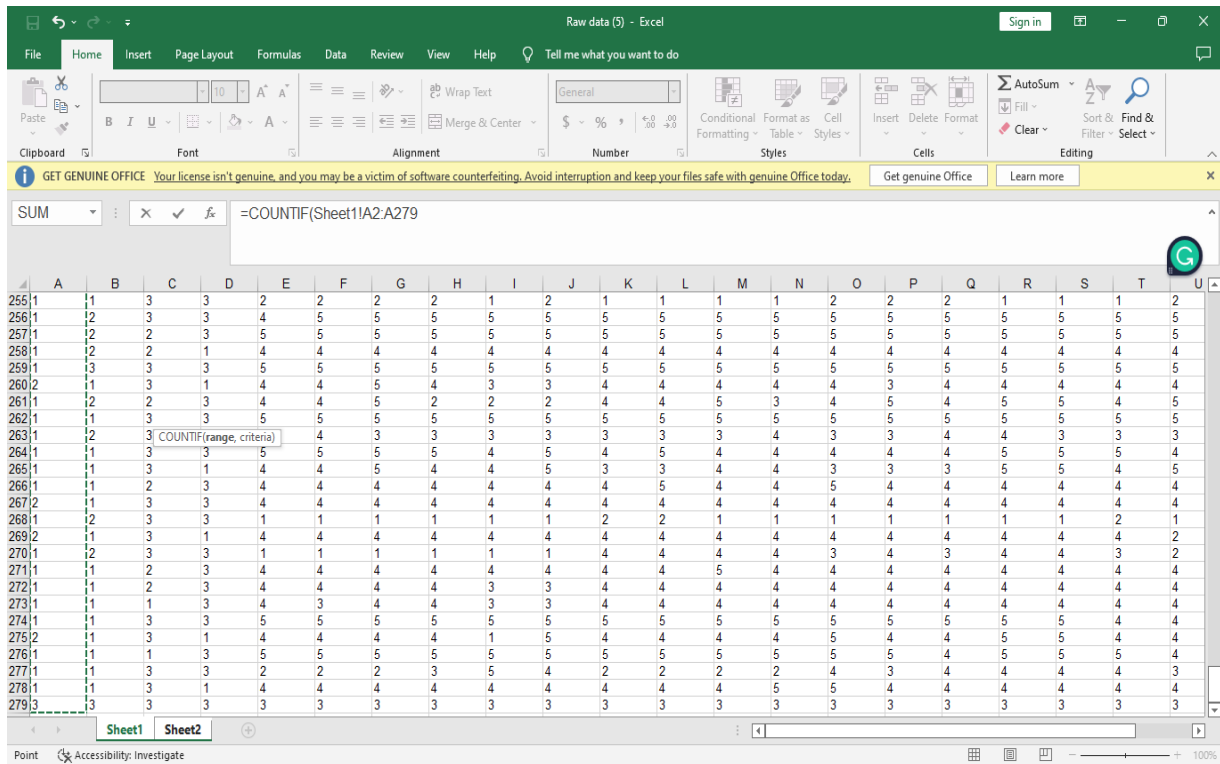 Raw data (5) - Excel
Sign in
File Home Insert Page Layout Formulas Data Review View Help Tell me what you want to do
Paste
10 A^ A˅
B I U A
ab Wrap Text
Merge & Center
General
$ % ,
Conditional Formatting
Format as Table
Cell Styles
Insert Delete Format
AutoSum
Fill
Clear
Sort & Filter
Find & Select
Clipboard Font Alignment Number Styles Cells Editing
GET GENUINE OFFICE Your license isn't genuine, and you may be a victim of software counterfeiting. Avoid interruption and keep your files safe with genuine Office today. Get genuine Office Learn more
SUM fx =COUNTIF(Sheet1!A2:A279
A B C D E F G H I J K L M N O P Q R S T U
255 1 1 3 3 2 2 2 2 1 2 1 1 1 1 2 2 2 1 1 1 2
256 1 2 3 3 4 5 5 5 5 5 5 5 5 5 5 5 5 5 5 5 5
257 1 2 2 3 5 5 5 5 5 5 5 5 5 5 5 5 5 5 5 5 5
258 1 2 2 1 4 4 4 4 4 4 4 4 4 4 4 4 4 4 4 4 4
259 1 3 3 3 5 5 5 5 5 5 5 5 5 5 5 5 5 5 5 5 5
260 2 1 3 1 4 4 5 4 3 3 4 4 4 4 4 3 4 4 4 4 4
261 1 2 2 3 4 4 5 2 2 2 4 4 5 3 4 5 4 5 5 4 5
262 1 1 3 3 5 5 5 5 5 5 5 5 5 5 5 5 5 5 5 5 5
263 1 2 3 COUNTIF(range, criteria) 4 3 3 3 3 3 3 3 4 3 3 4 4 3 3 3
264 1 1 3 3 5 5 5 5 4 5 4 5 4 4 4 4 4 5 5 5 4
265 1 1 3 1 4 4 5 4 4 5 3 3 4 4 3 3 3 5 5 4 5
266 1 1 2 3 4 4 4 4 4 4 4 5 4 4 5 4 4 4 4 4 4
267 2 1 3 3 4 4 4 4 4 4 4 4 4 4 4 4 4 4 4 4 4
268 1 2 3 3 1 1 1 1 1 1 2 2 1 1 1 1 1 1 1 2 1
269 2 1 3 1 4 4 4 4 4 4 4 4 4 4 4 4 4 4 4 4 2
270 1 2 3 3 1 1 1 1 1 1 4 4 4 4 3 4 3 4 4 3 2
271 1 1 2 3 4 4 4 4 4 4 4 4 5 4 4 4 4 4 4 4 4
272 1 1 2 3 4 4 4 4 3 3 4 4 4 4 4 4 4 4 4 4 4
273 1 1 1 3 4 3 4 4 3 3 4 4 4 4 4 4 4 4 4 4 4
274 1 1 3 3 5 5 5 5 5 5 5 5 5 5 5 5 5 5 5 4 4
275 2 1 3 1 4 4 4 4 1 5 4 4 4 4 5 4 4 5 5 4 4
276 1 1 1 3 5 5 5 5 5 5 5 5 5 5 5 5 4 5 5 5 4
277 1 1 3 3 2 2 2 3 5 4 2 2 2 2 4 3 4 4 4 4 3
278 1 1 3 1 4 4 4 4 4 4 4 4 4 5 5 4 4 4 4 4 4
279 3 3 3 3 3 3 3 3 3 3 3 3 3 3 3 3 3 3 3 3 3
Sheet1 Sheet2
Point Accessibility: Investigate 100%